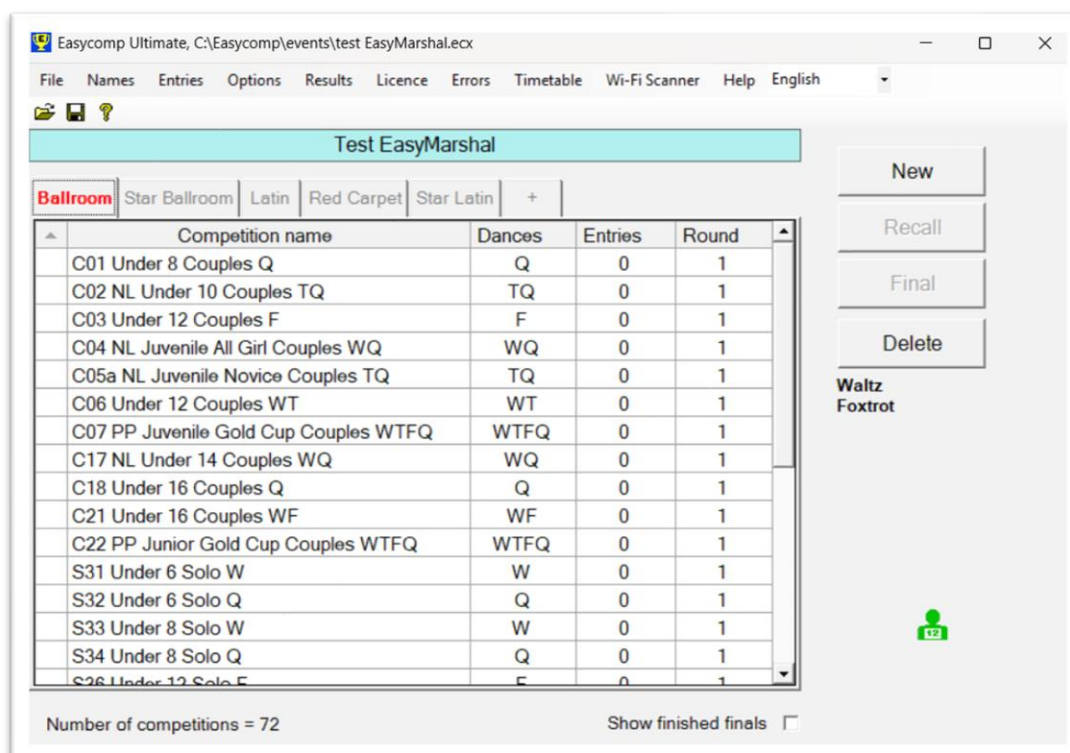 Easycomp Ultimate, C:\Easycomp\events\test EasyMarshal.ecx
File Names Entries Options Results Licence Errors Timetable Wi-Fi Scanner Help English
Test EasyMarshal
New
Ballroom Star Ballroom Latin Red Carpet Star Latin +
Recall
Competition name Dances Entries Round
C01 Under 8 Couples Q Q 0 1
Final
C02 NL Under 10 Couples TQ TQ 0 1
C03 Under 12 Couples F F 0 1
Delete
C04 NL Juvenile All Girl Couples WQ WQ 0 1
C05a NL Juvenile Novice Couples TQ TQ 0 1
Waltz
C06 Under 12 Couples WT WT 0 1
Foxtrot
C07 PP Juvenile Gold Cup Couples WTFQ WTFQ 0 1
C17 NL Under 14 Couples WQ WQ 0 1
C18 Under 16 Couples Q Q 0 1
C21 Under 16 Couples WF WF 0 1
C22 PP Junior Gold Cup Couples WTFQ WTFQ 0 1
S31 Under 6 Solo W W 0 1
S32 Under 6 Solo Q Q 0 1
S33 Under 8 Solo W W 0 1
12
S34 Under 8 Solo Q Q 0 1
S36 Under 12 Solo F F 0 1
Number of competitions = 72 Show finished finals